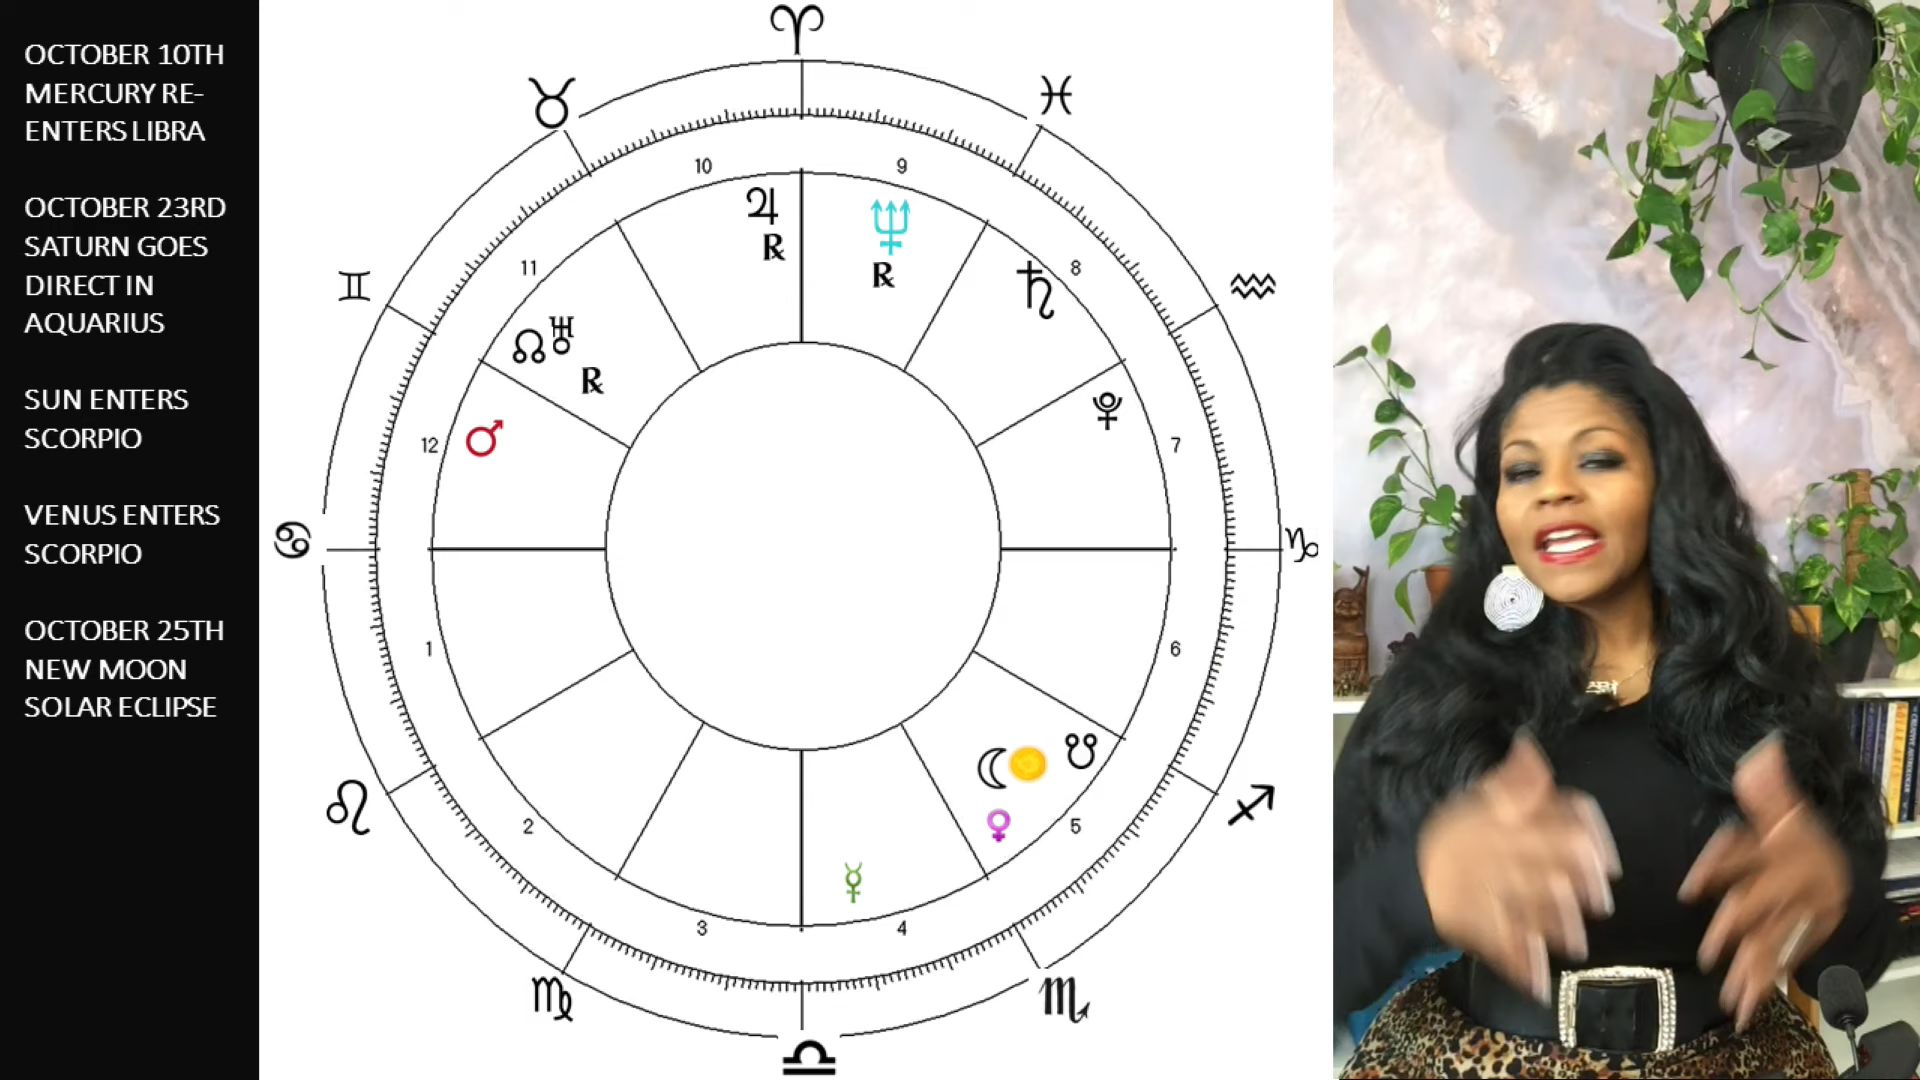 OCTOBER 10TH
MERCURY RE-
ENTERS LIBRA
OCTOBER 23RD
SATURN GOES
DIRECT IN
AQUARIUS
SUN ENTERS
SCORPIO
VENUS ENTERS
SCORPIO
OCTOBER 25TH
NEW MOON
SOLAR ECLIPSE
♈
♉ ♓
10 9
♃ ♆
℞ ℞
11 8
♊ ♄ ♒
☊ ♅
℞
♇
12 ♂ 7
♋ ♑
1 6
☾ ☋
♀
♌ 2 5 ♐
☿
3 4
♍ ♏
♎